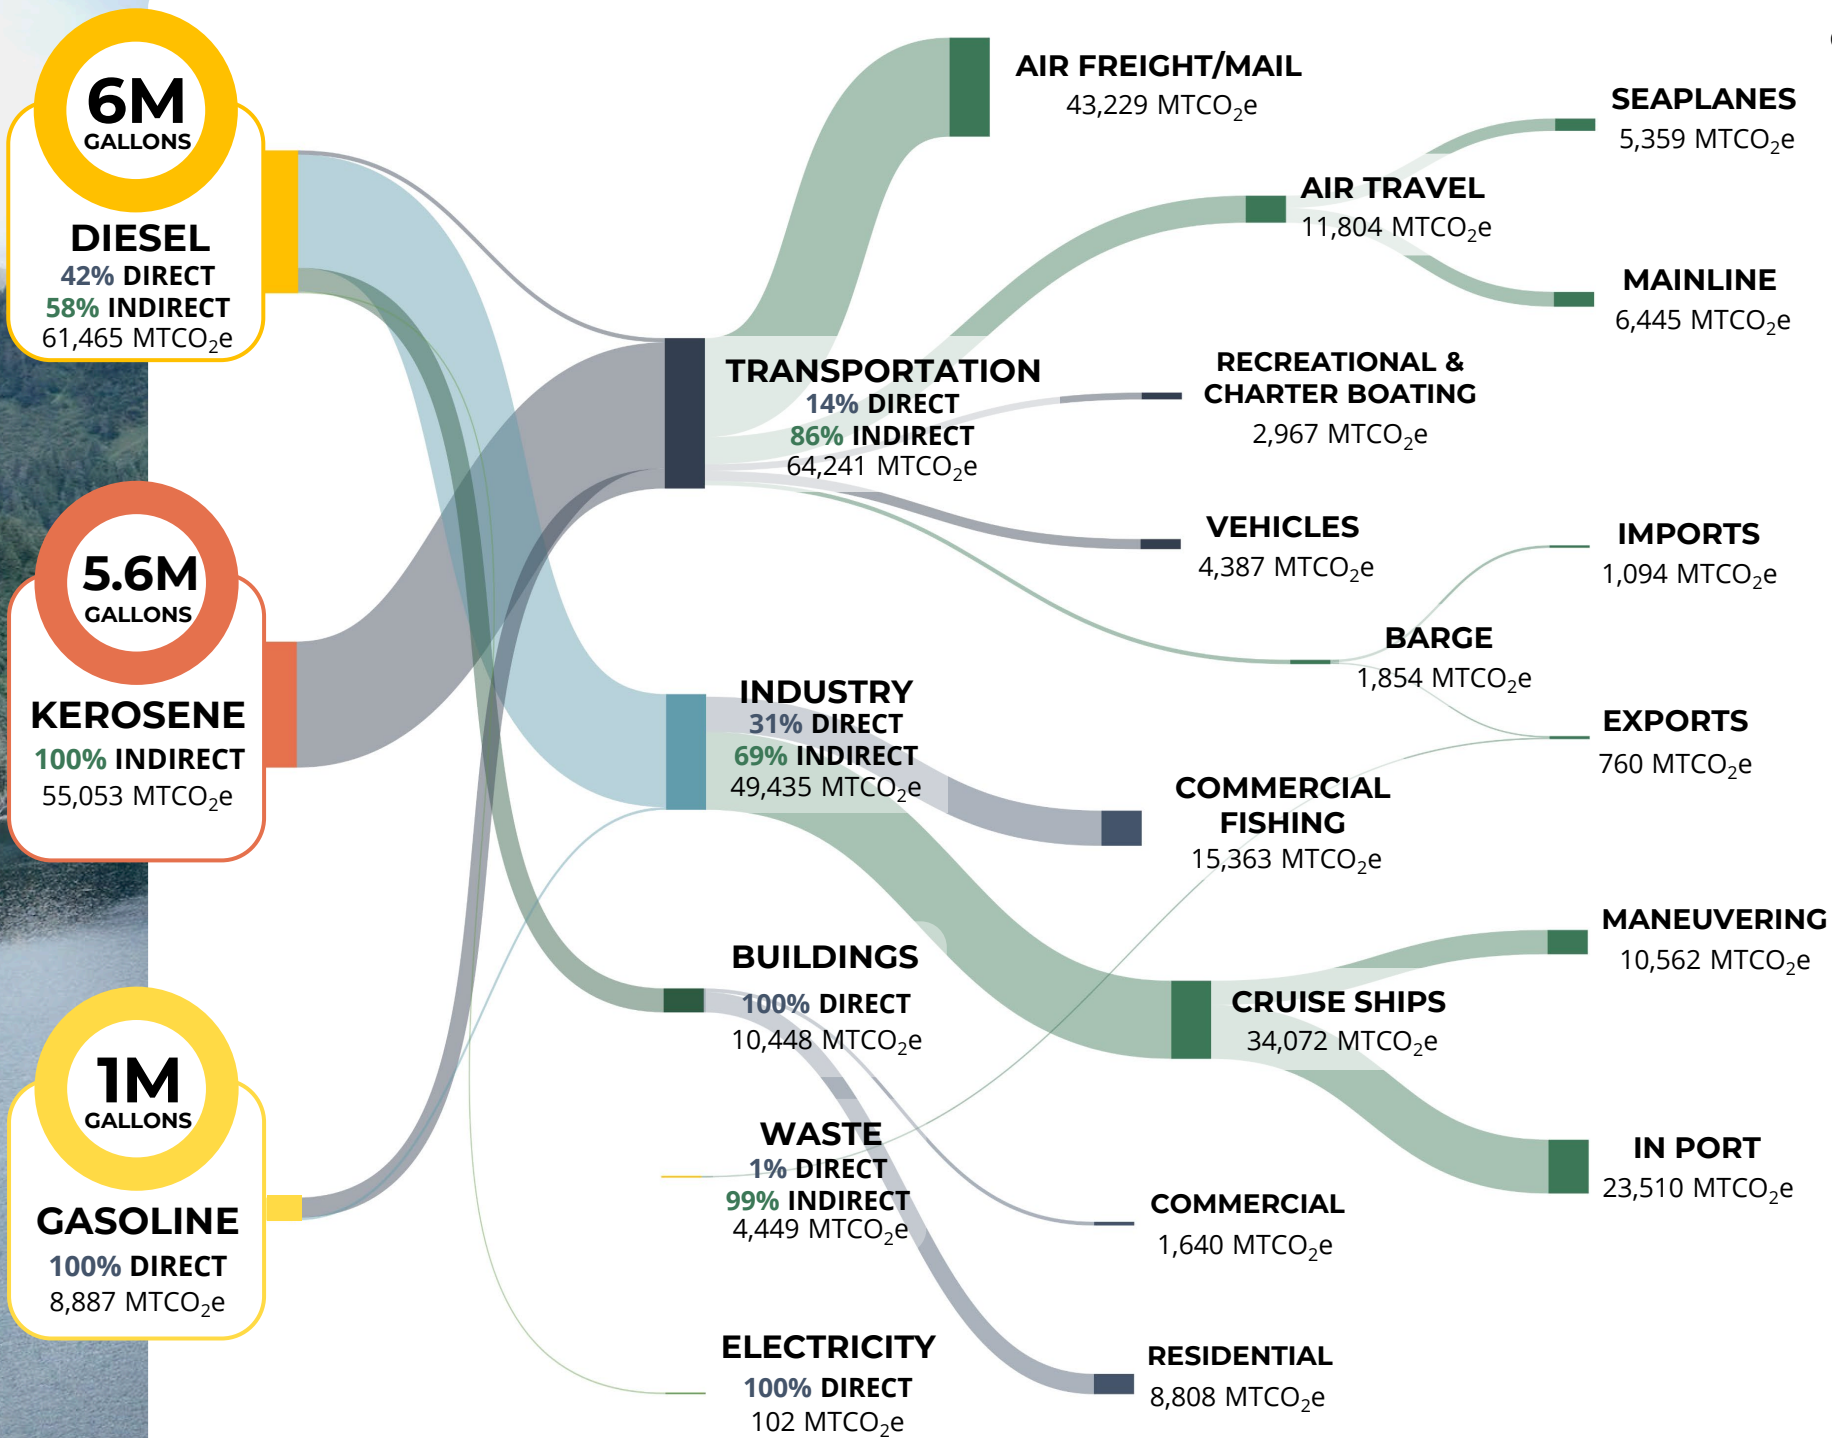 6M
GALLONS
DIESEL
42% DIRECT
58% INDIRECT
61,465 MTCO₂e
5.6M
GALLONS
KEROSENE
100% INDIRECT
55,053 MTCO₂e
1M
GALLONS
GASOLINE
100% DIRECT
8,887 MTCO₂e
TRANSPORTATION
14% DIRECT
86% INDIRECT
64,241 MTCO₂e
INDUSTRY
31% DIRECT
69% INDIRECT
49,435 MTCO₂e
BUILDINGS
100% DIRECT
10,448 MTCO₂e
WASTE
1% DIRECT
99% INDIRECT
4,449 MTCO₂e
ELECTRICITY
100% DIRECT
102 MTCO₂e
AIR FREIGHT/MAIL
43,229 MTCO₂e
AIR TRAVEL
11,804 MTCO₂e
RECREATIONAL &
CHARTER BOATING
2,967 MTCO₂e
VEHICLES
4,387 MTCO₂e
BARGE
1,854 MTCO₂e
COMMERCIAL
FISHING
15,363 MTCO₂e
CRUISE SHIPS
34,072 MTCO₂e
COMMERCIAL
1,640 MTCO₂e
RESIDENTIAL
8,808 MTCO₂e
SEAPLANES
5,359 MTCO₂e
MAINLINE
6,445 MTCO₂e
IMPORTS
1,094 MTCO₂e
EXPORTS
760 MTCO₂e
MANEUVERING
10,562 MTCO₂e
IN PORT
23,510 MTCO₂e